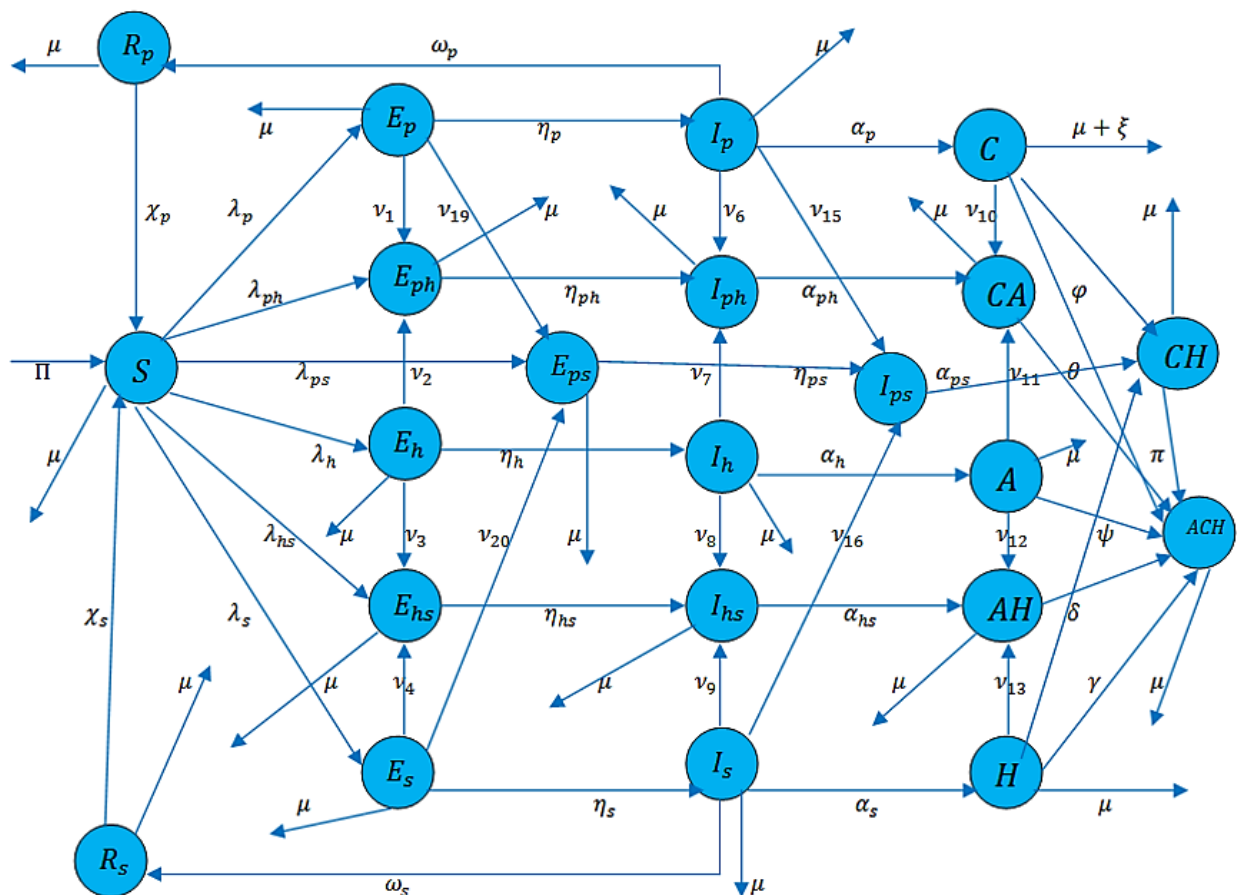 μ R_p ω_p μ
μ E_p η_p I_p α_p C μ + ξ
χ_p λ_p ν_1 ν_19 μ μ ν_6 ν_15 μ ν_10 μ
λ_ph E_ph η_ph I_ph α_ph CA φ
Π S λ_ps ν_2 E_ps ν_7 η_ps I_ps α_ps ν_11 θ CH
μ λ_h E_h η_h I_h α_h A μ π
λ_hs μ ν_3 ν_20 μ ν_8 μ ν_16 ν_12 ψ ACH
χ_s λ_s E_hs η_hs I_hs α_hs AH δ
μ μ ν_4 μ ν_9 μ ν_13 γ μ
E_s I_s H
μ η_s α_s μ
R_s ω_s μ